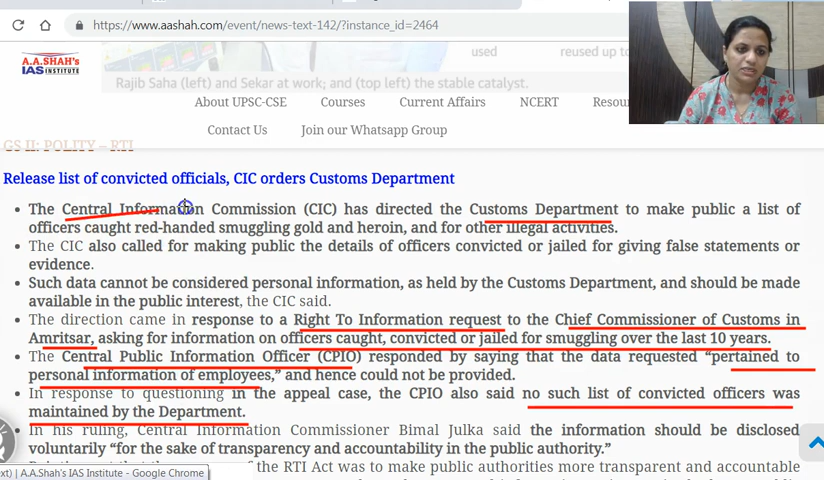 https://www.aashah.com/event/news-text-142/?instance_id=2464
A.A.SHAH's
IAS INSTITUTE
used
reused up to
Rajib Saha (left) and Sekar at work; and (top left) the stable catalyst.
About UPSC-CSE Courses Current Affairs NCERT
Contact Us Join our Whatsapp Group
GS II: POLITY – RTI
Release list of convicted officials, CIC orders Customs Department
• The Central Information Commission (CIC) has directed the Customs Department to make public a list of
officers caught red-handed smuggling gold and heroin, and for other illegal activities.
• The CIC also called for making public the details of officers convicted or jailed for giving false statements or
evidence.
• Such data cannot be considered personal information, as held by the Customs Department, and should be made
available in the public interest, the CIC said.
• The direction came in response to a Right To Information request to the Chief Commissioner of Customs in
Amritsar, asking for information on officers caught, convicted or jailed for smuggling over the last 10 years.
• The Central Public Information Officer (CPIO) responded by saying that the data requested “pertained to
personal information of employees,” and hence could not be provided.
• In response to questioning in the appeal case, the CPIO also said no such list of convicted officers was
maintained by the Department.
• In his ruling, Central Information Commissioner Bimal Julka said the information should be disclosed
voluntarily “for the sake of transparency and accountability in the public authority.”
of the RTI Act was to make public authorities more transparent and accountable
ext) | A.A.Shah's IAS Institute - Google Chrome